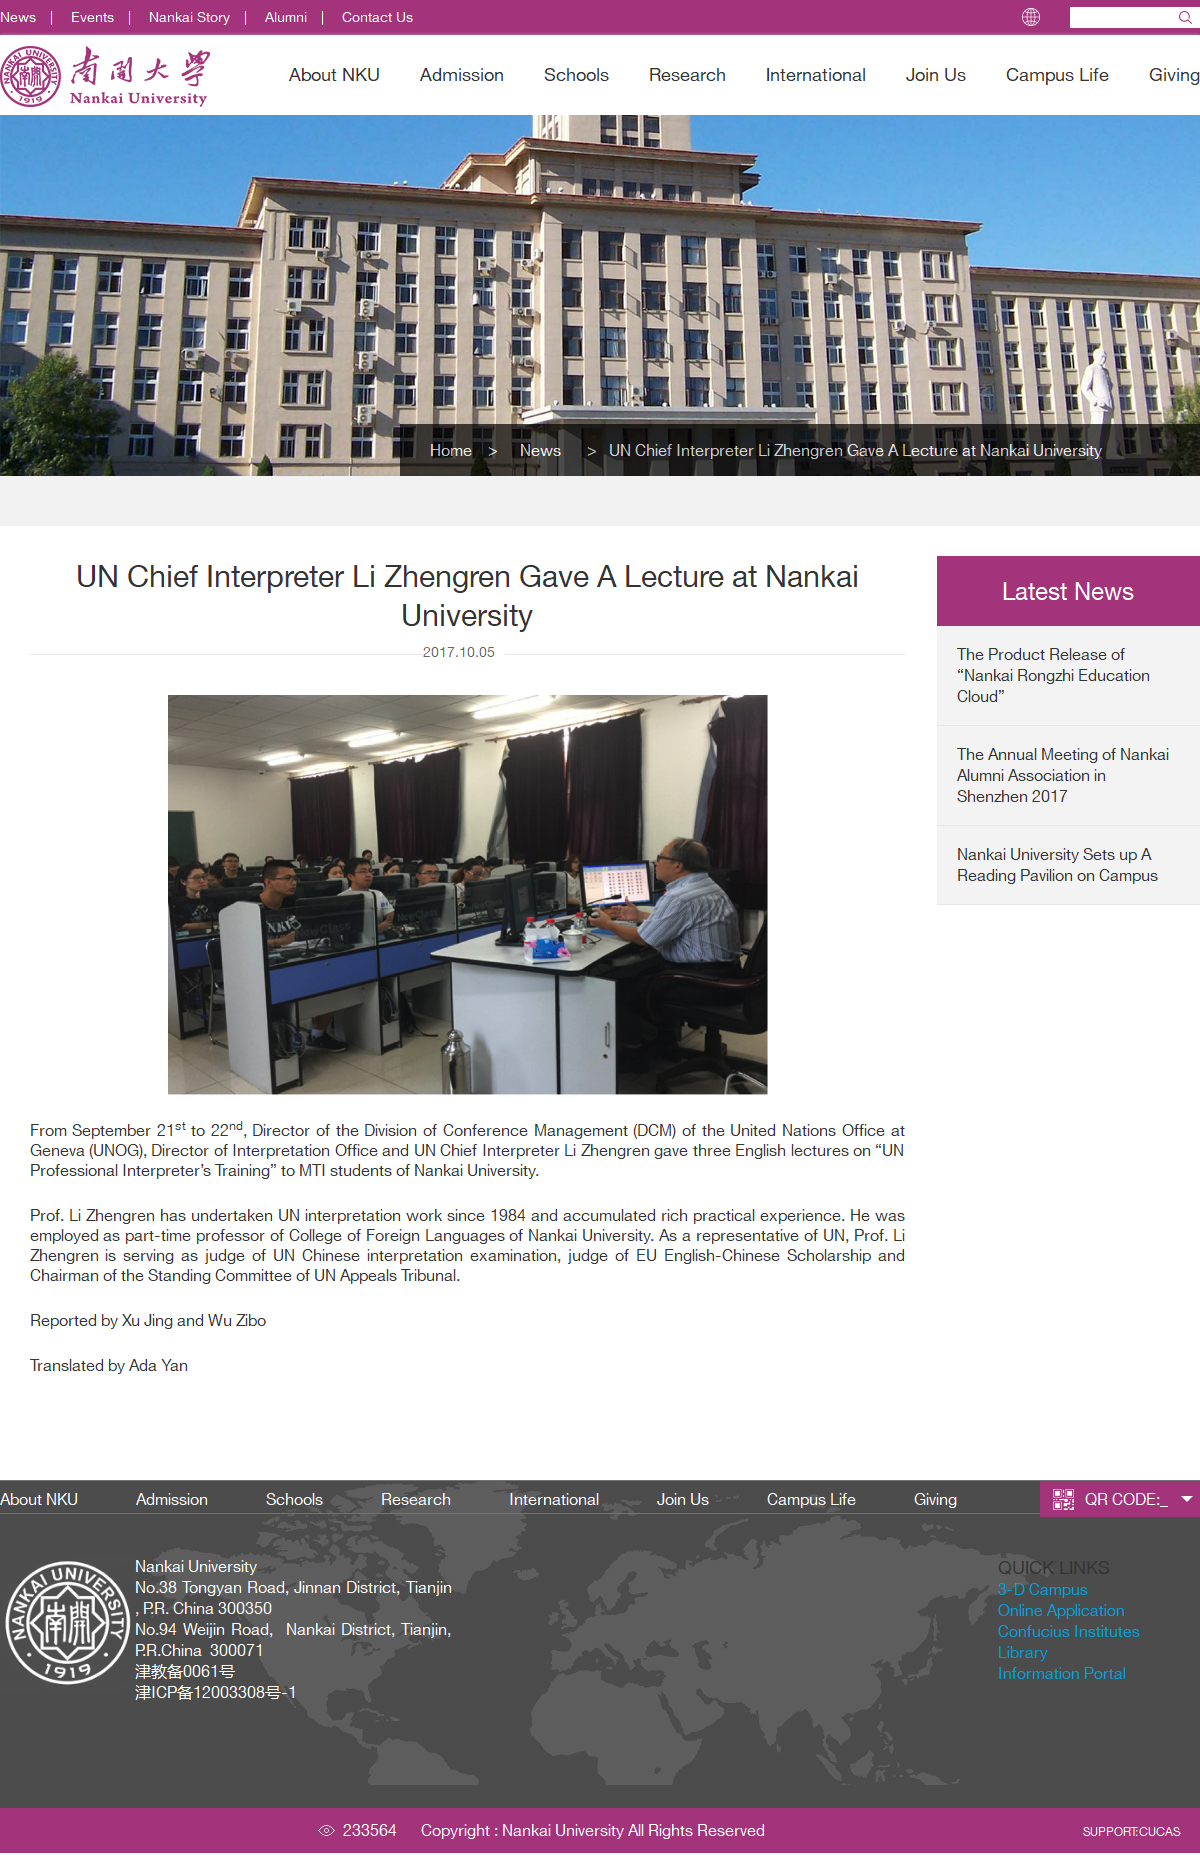 News | Events | Nankai Story | Alumni | Contact Us
NANKAI UNIVERSITY
南開
1919
南開大學
Nankai University
About NKU Admission Schools Research International Join Us Campus Life Giving
Home > News > UN Chief Interpreter Li Zhengren Gave A Lecture at Nankai University
UN Chief Interpreter Li Zhengren Gave A Lecture at Nankai
University
2017.10.05
Latest News
The Product Release of
“Nankai Rongzhi Education
Cloud”
The Annual Meeting of Nankai
Alumni Association in
Shenzhen 2017
Nankai University Sets up A
Reading Pavilion on Campus
NewClass
From September 21st to 22nd, Director of the Division of Conference Management (DCM) of the United Nations Office at
Geneva (UNOG), Director of Interpretation Office and UN Chief Interpreter Li Zhengren gave three English lectures on “UN
Professional Interpreter’s Training” to MTI students of Nankai University.
Prof. Li Zhengren has undertaken UN interpretation work since 1984 and accumulated rich practical experience. He was
employed as part-time professor of College of Foreign Languages of Nankai University. As a representative of UN, Prof. Li
Zhengren is serving as judge of UN Chinese interpretation examination, judge of EU English-Chinese Scholarship and
Chairman of the Standing Committee of UN Appeals Tribunal.
Reported by Xu Jing and Wu Zibo
Translated by Ada Yan
About NKU Admission Schools Research International Join Us Campus Life Giving QR CODE:_
NANKAI UNIVERSITY
南開
1919
Nankai University
No.38 Tongyan Road, Jinnan District, Tianjin
, P.R. China 300350
No.94 Weijin Road, Nankai District, Tianjin,
P.R.China 300071
津教备0061号
津ICP备12003308号-1
QUICK LINKS
3-D Campus
Online Application
Confucius Institutes
Library
Information Portal
233564 Copyright : Nankai University All Rights Reserved
SUPPORT:CUCAS